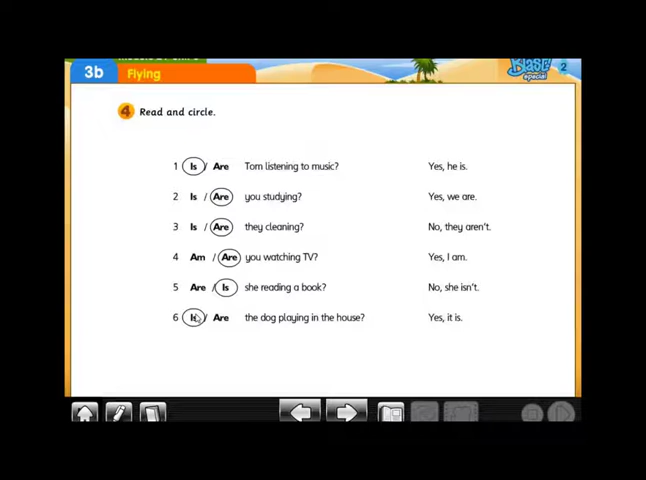 3b Flying
Blast 2
special
4 Read and circle.
1 Is / Are Tom listening to music? Yes, he is.
2 Is / Are you studying? Yes, we are.
3 Is / Are they cleaning? No, they aren't.
4 Am / Are you watching TV? Yes, I am.
5 Are / Is she reading a book? No, she isn't.
6 Is / Are the dog playing in the house? Yes, it is.